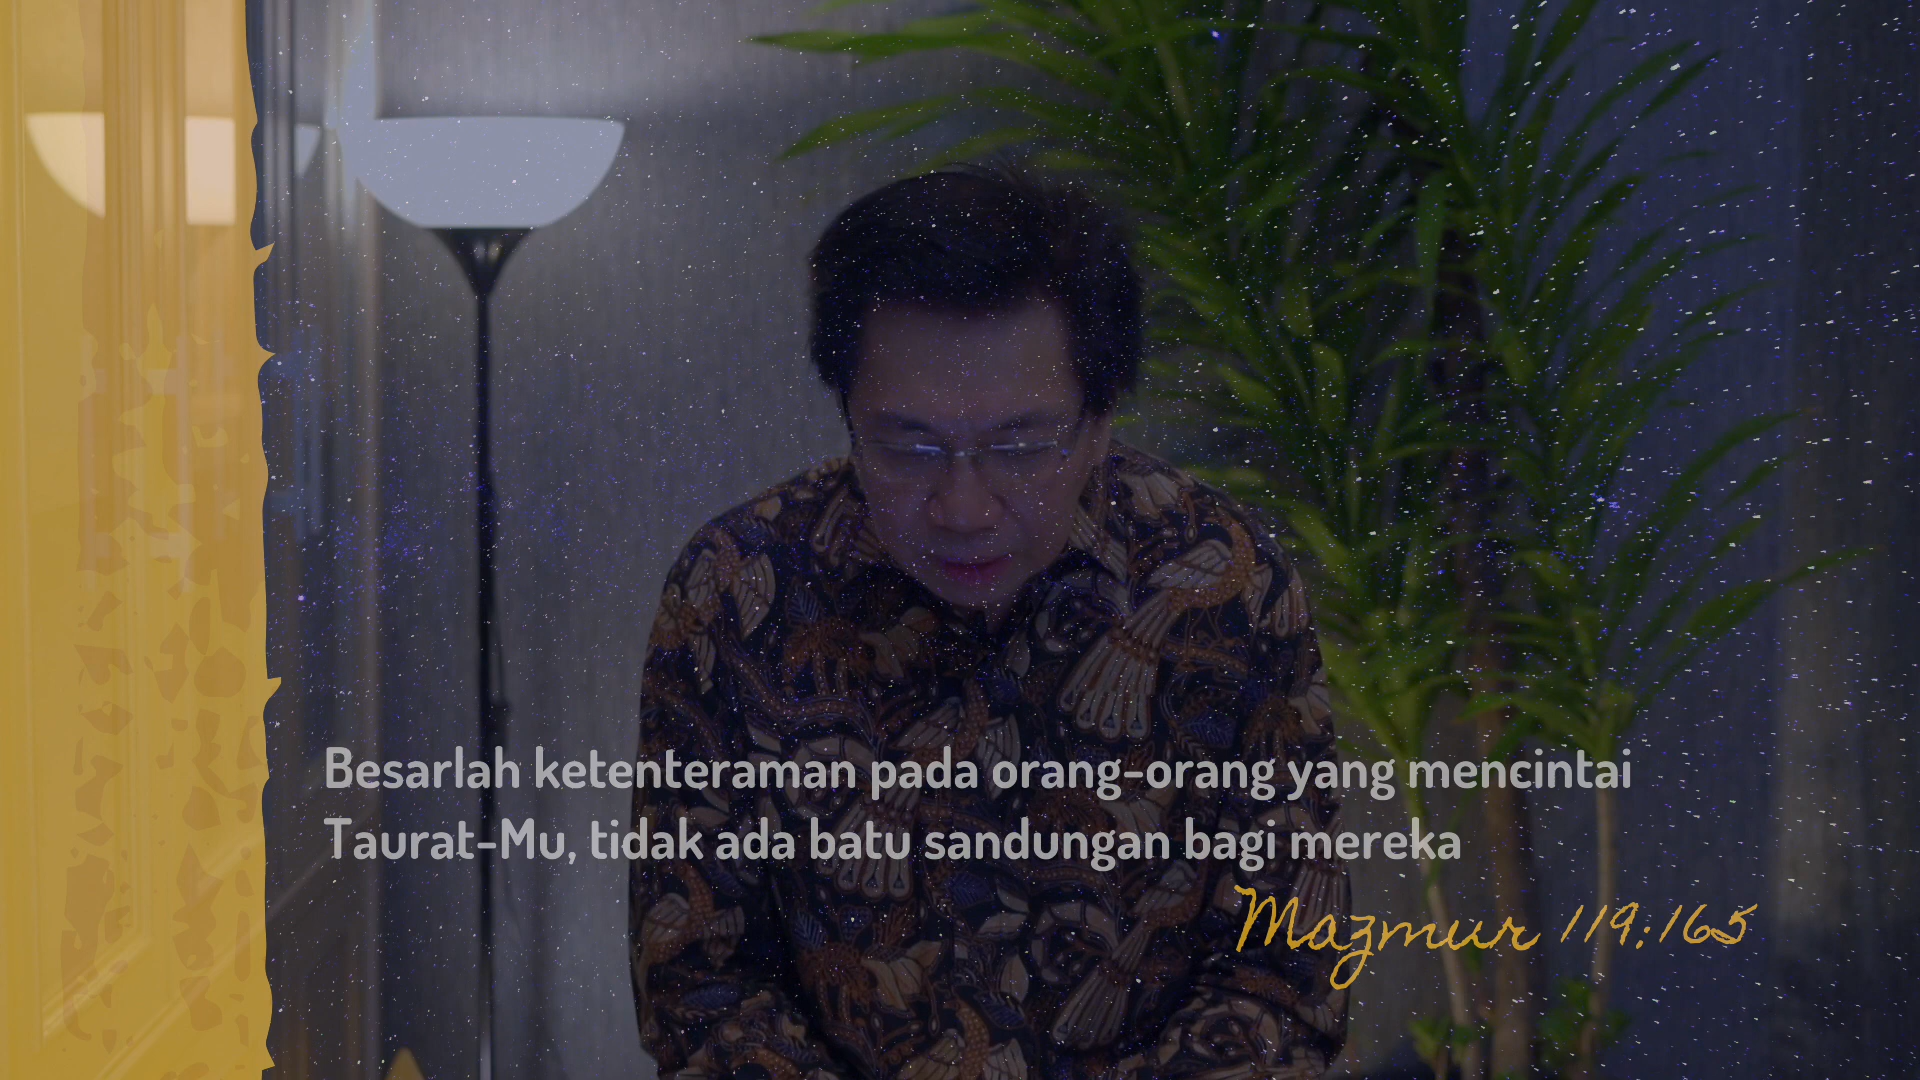 Besarlah ketenteraman pada orang-orang yang mencintai
Taurat-Mu, tidak ada batu sandungan bagi mereka
Mazmur 119:165